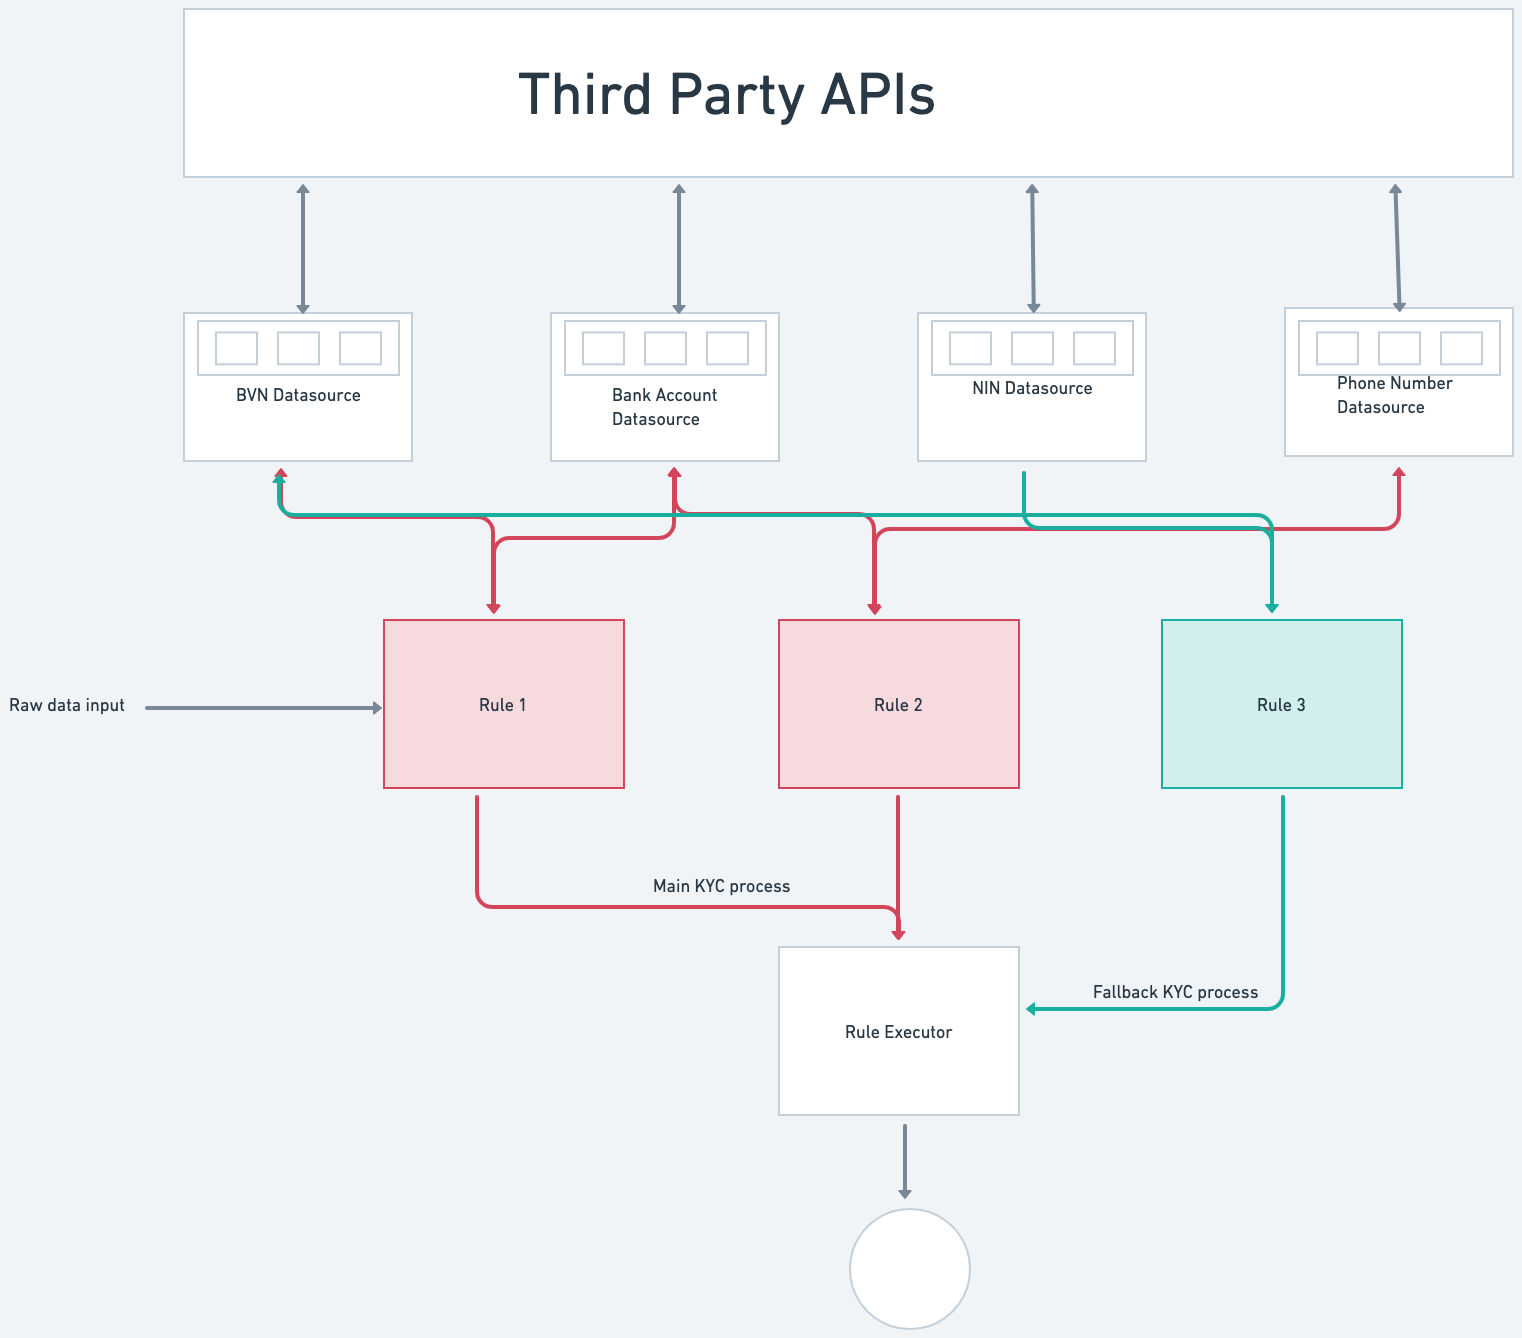 Third Party APIs
BVN Datasource
Bank Account
Datasource
NIN Datasource
Phone Number
Datasource
Raw data input
Rule 1
Rule 2
Rule 3
Main KYC process
Fallback KYC process
Rule Executor